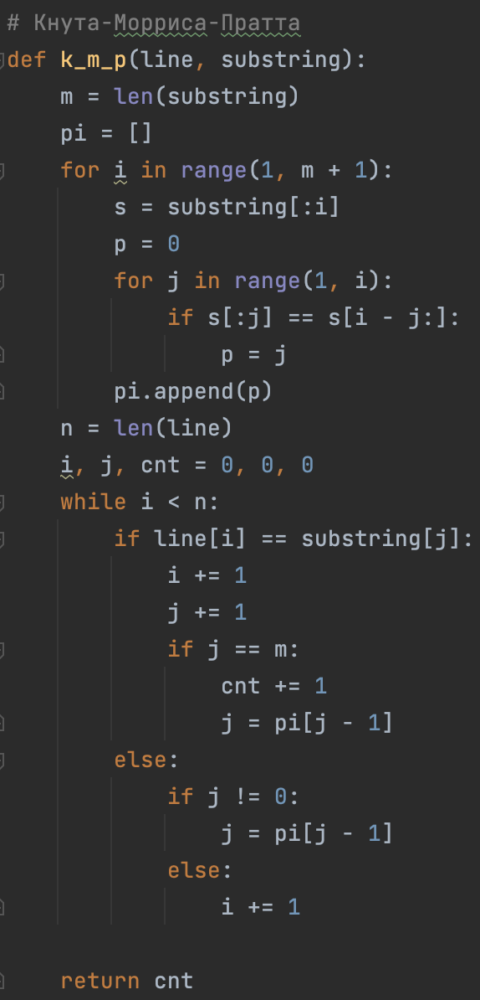 # Кнута-Морриса-Пратта
def k_m_p(line, substring):
    m = len(substring)
    pi = []
    for i in range(1, m + 1):
        s = substring[:i]
        p = 0
        for j in range(1, i):
            if s[:j] == s[i - j:]:
                p = j
        pi.append(p)
    n = len(line)
    i, j, cnt = 0, 0, 0
    while i < n:
        if line[i] == substring[j]:
            i += 1
            j += 1
            if j == m:
                cnt += 1
                j = pi[j - 1]
        else:
            if j != 0:
                j = pi[j - 1]
            else:
                i += 1

    return cnt